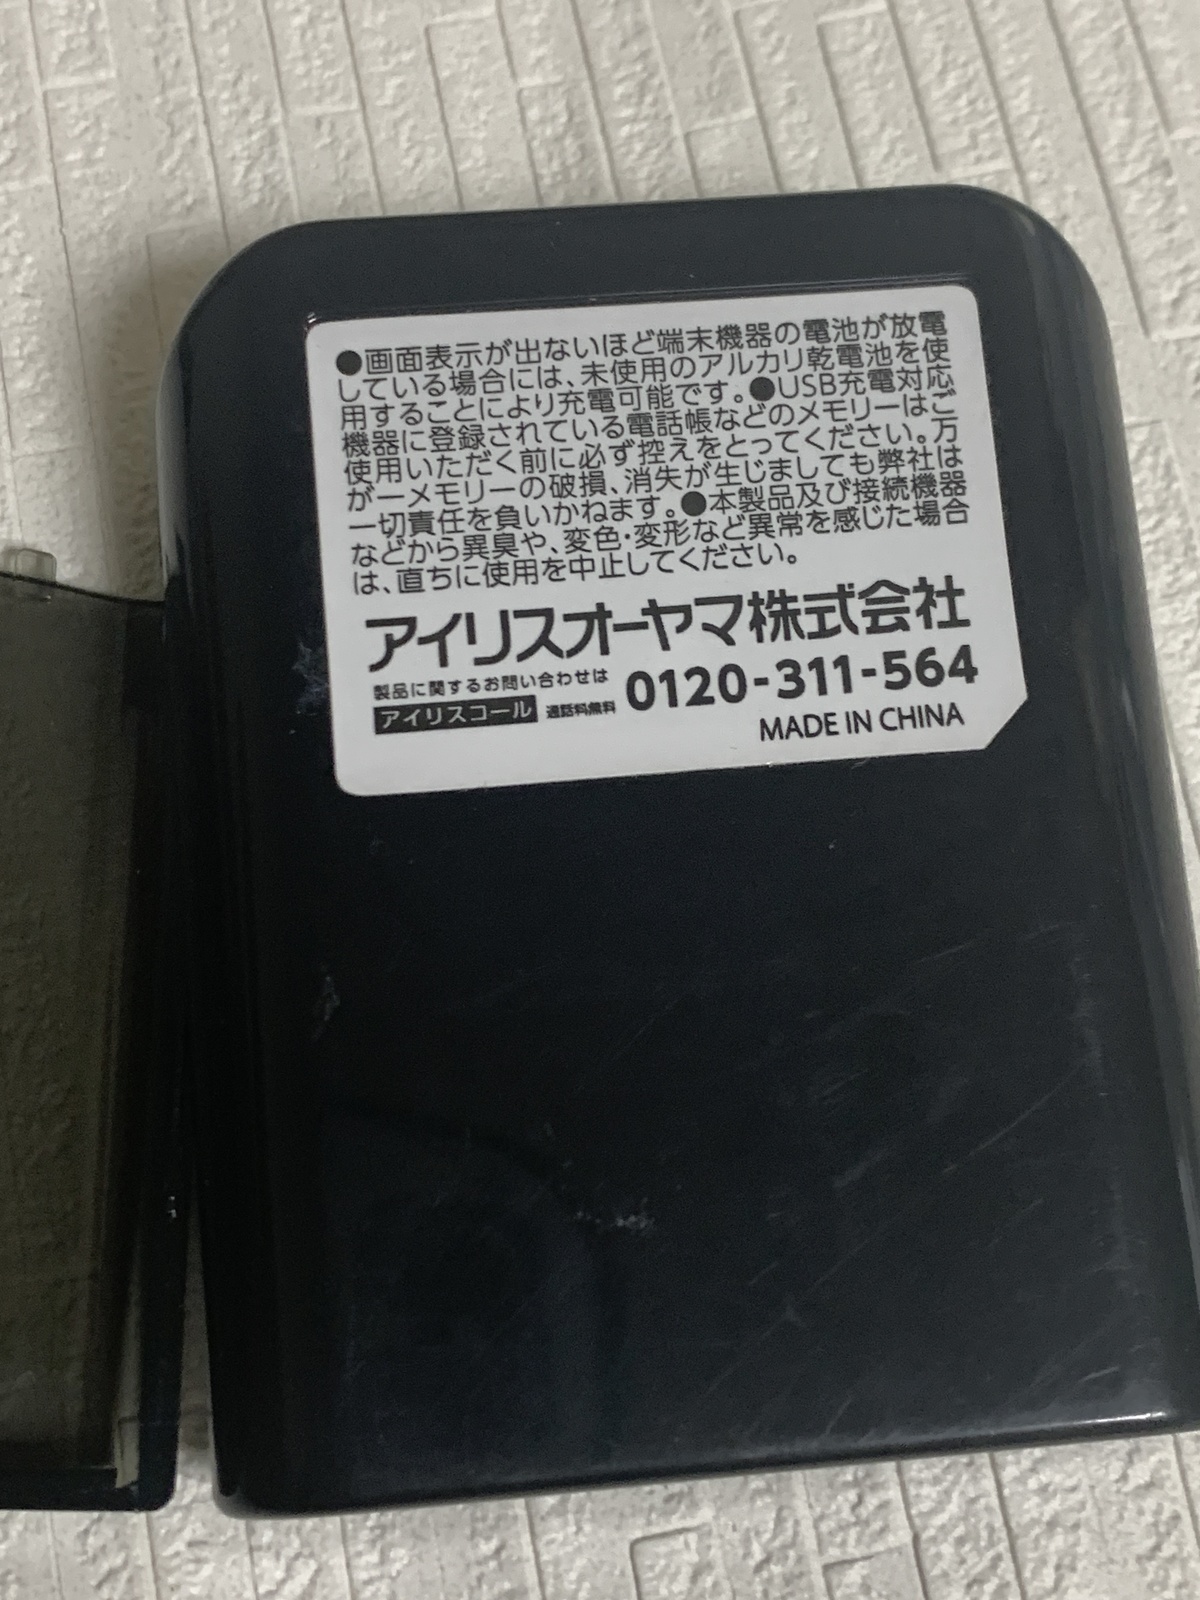 ●画面表示が出ないほど端末機器の電池が放電
している場合には、未使用のアルカリ乾電池を使
用することにより充電可能です。●USB充電対応
機器に登録されている電話帳などのメモリーはご
使用いただく前に必ず控えをとってください。万
が一メモリーの破損、消失が生じましても弊社は
一切責任を負いかねます。●本製品及び接続機器
などから異臭や、変色・変形など異常を感じた場合
は、直ちに使用を中止してください。
アイリスオーヤマ株式会社
製品に関するお問い合わせは
アイリスコール 通話料無料 0120-311-564
MADE IN CHINA